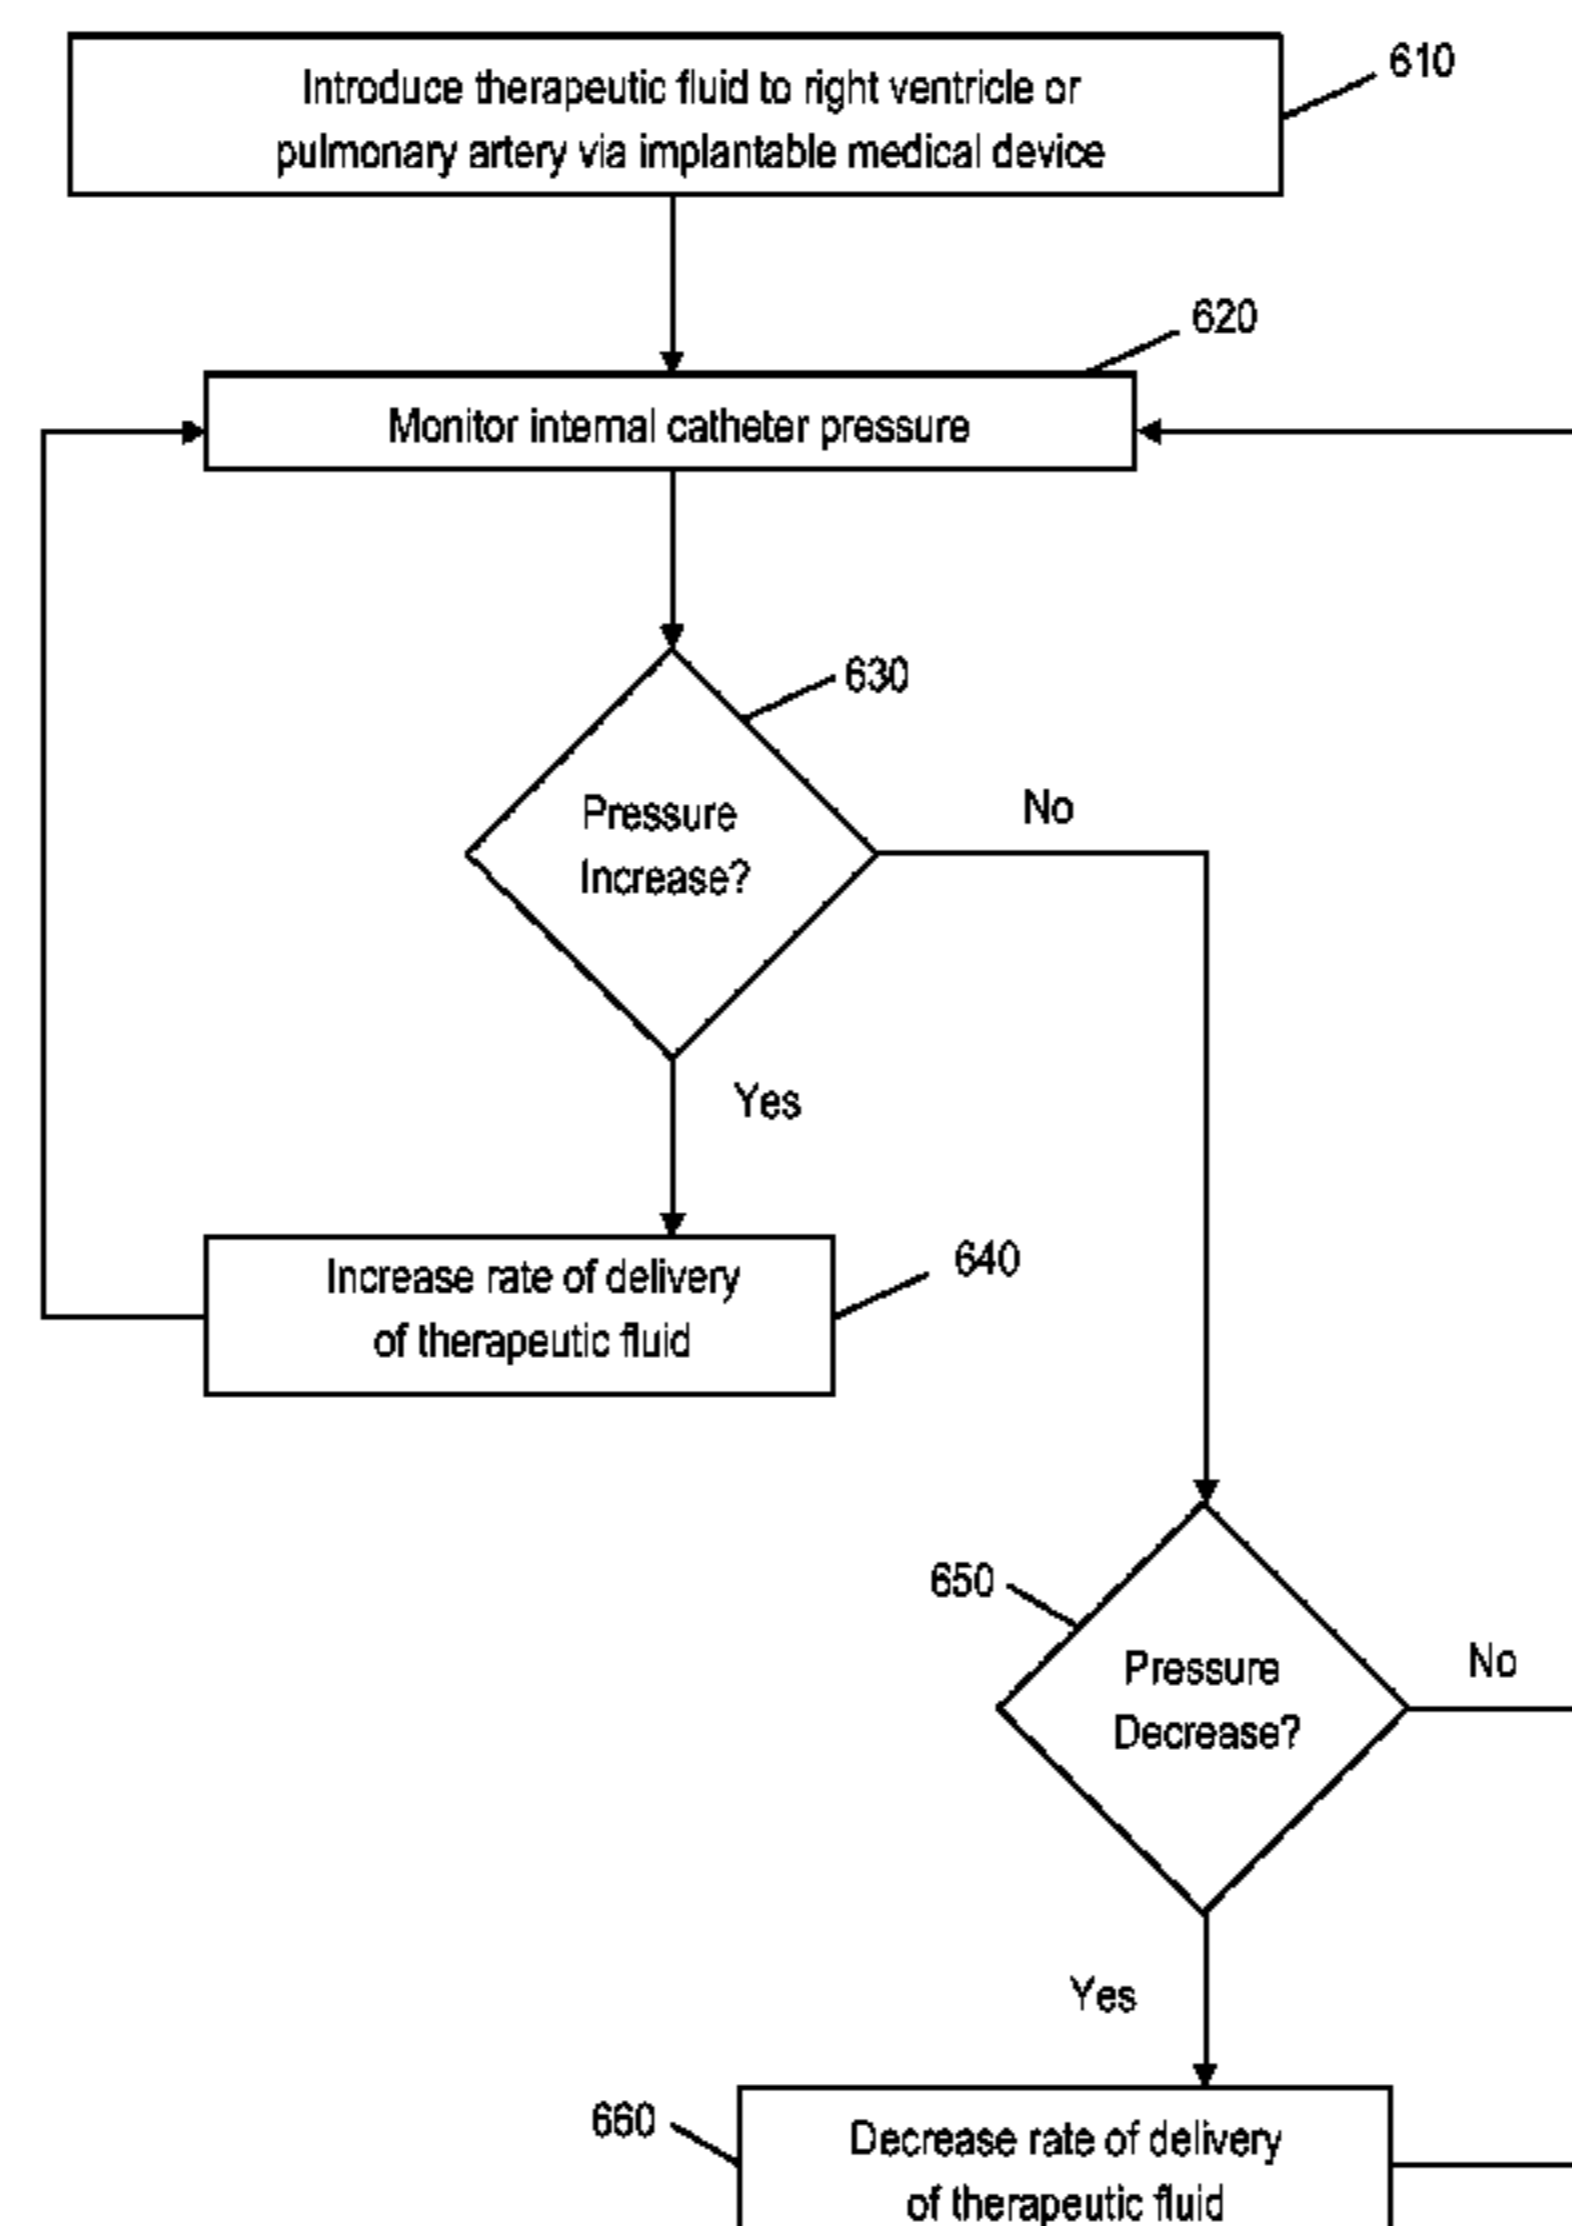 Introduce therapeutic fluid to right ventricle or
pulmonary artery via implantable medical device
610
620
Monitor internal catheter pressure
630
Pressure
Increase?
No
Yes
Increase rate of delivery
of therapeutic fluid
640
650
Pressure
Decrease?
No
Yes
660
Decrease rate of delivery
of therapeutic fluid